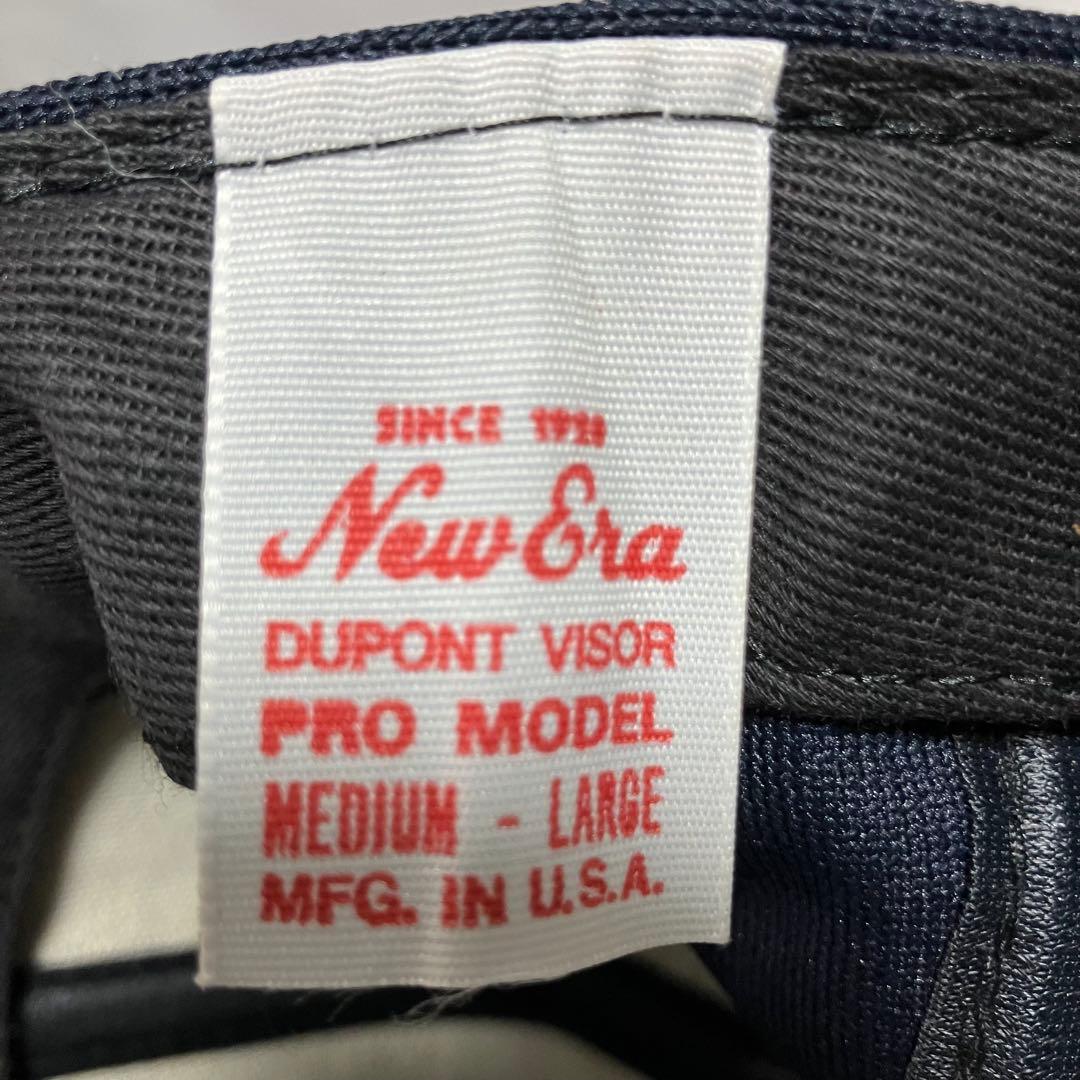 SINCE 1920
New Era
DUPONT VISOR
PRO MODEL
MEDIUM - LARGE
MFG. IN U.S.A.